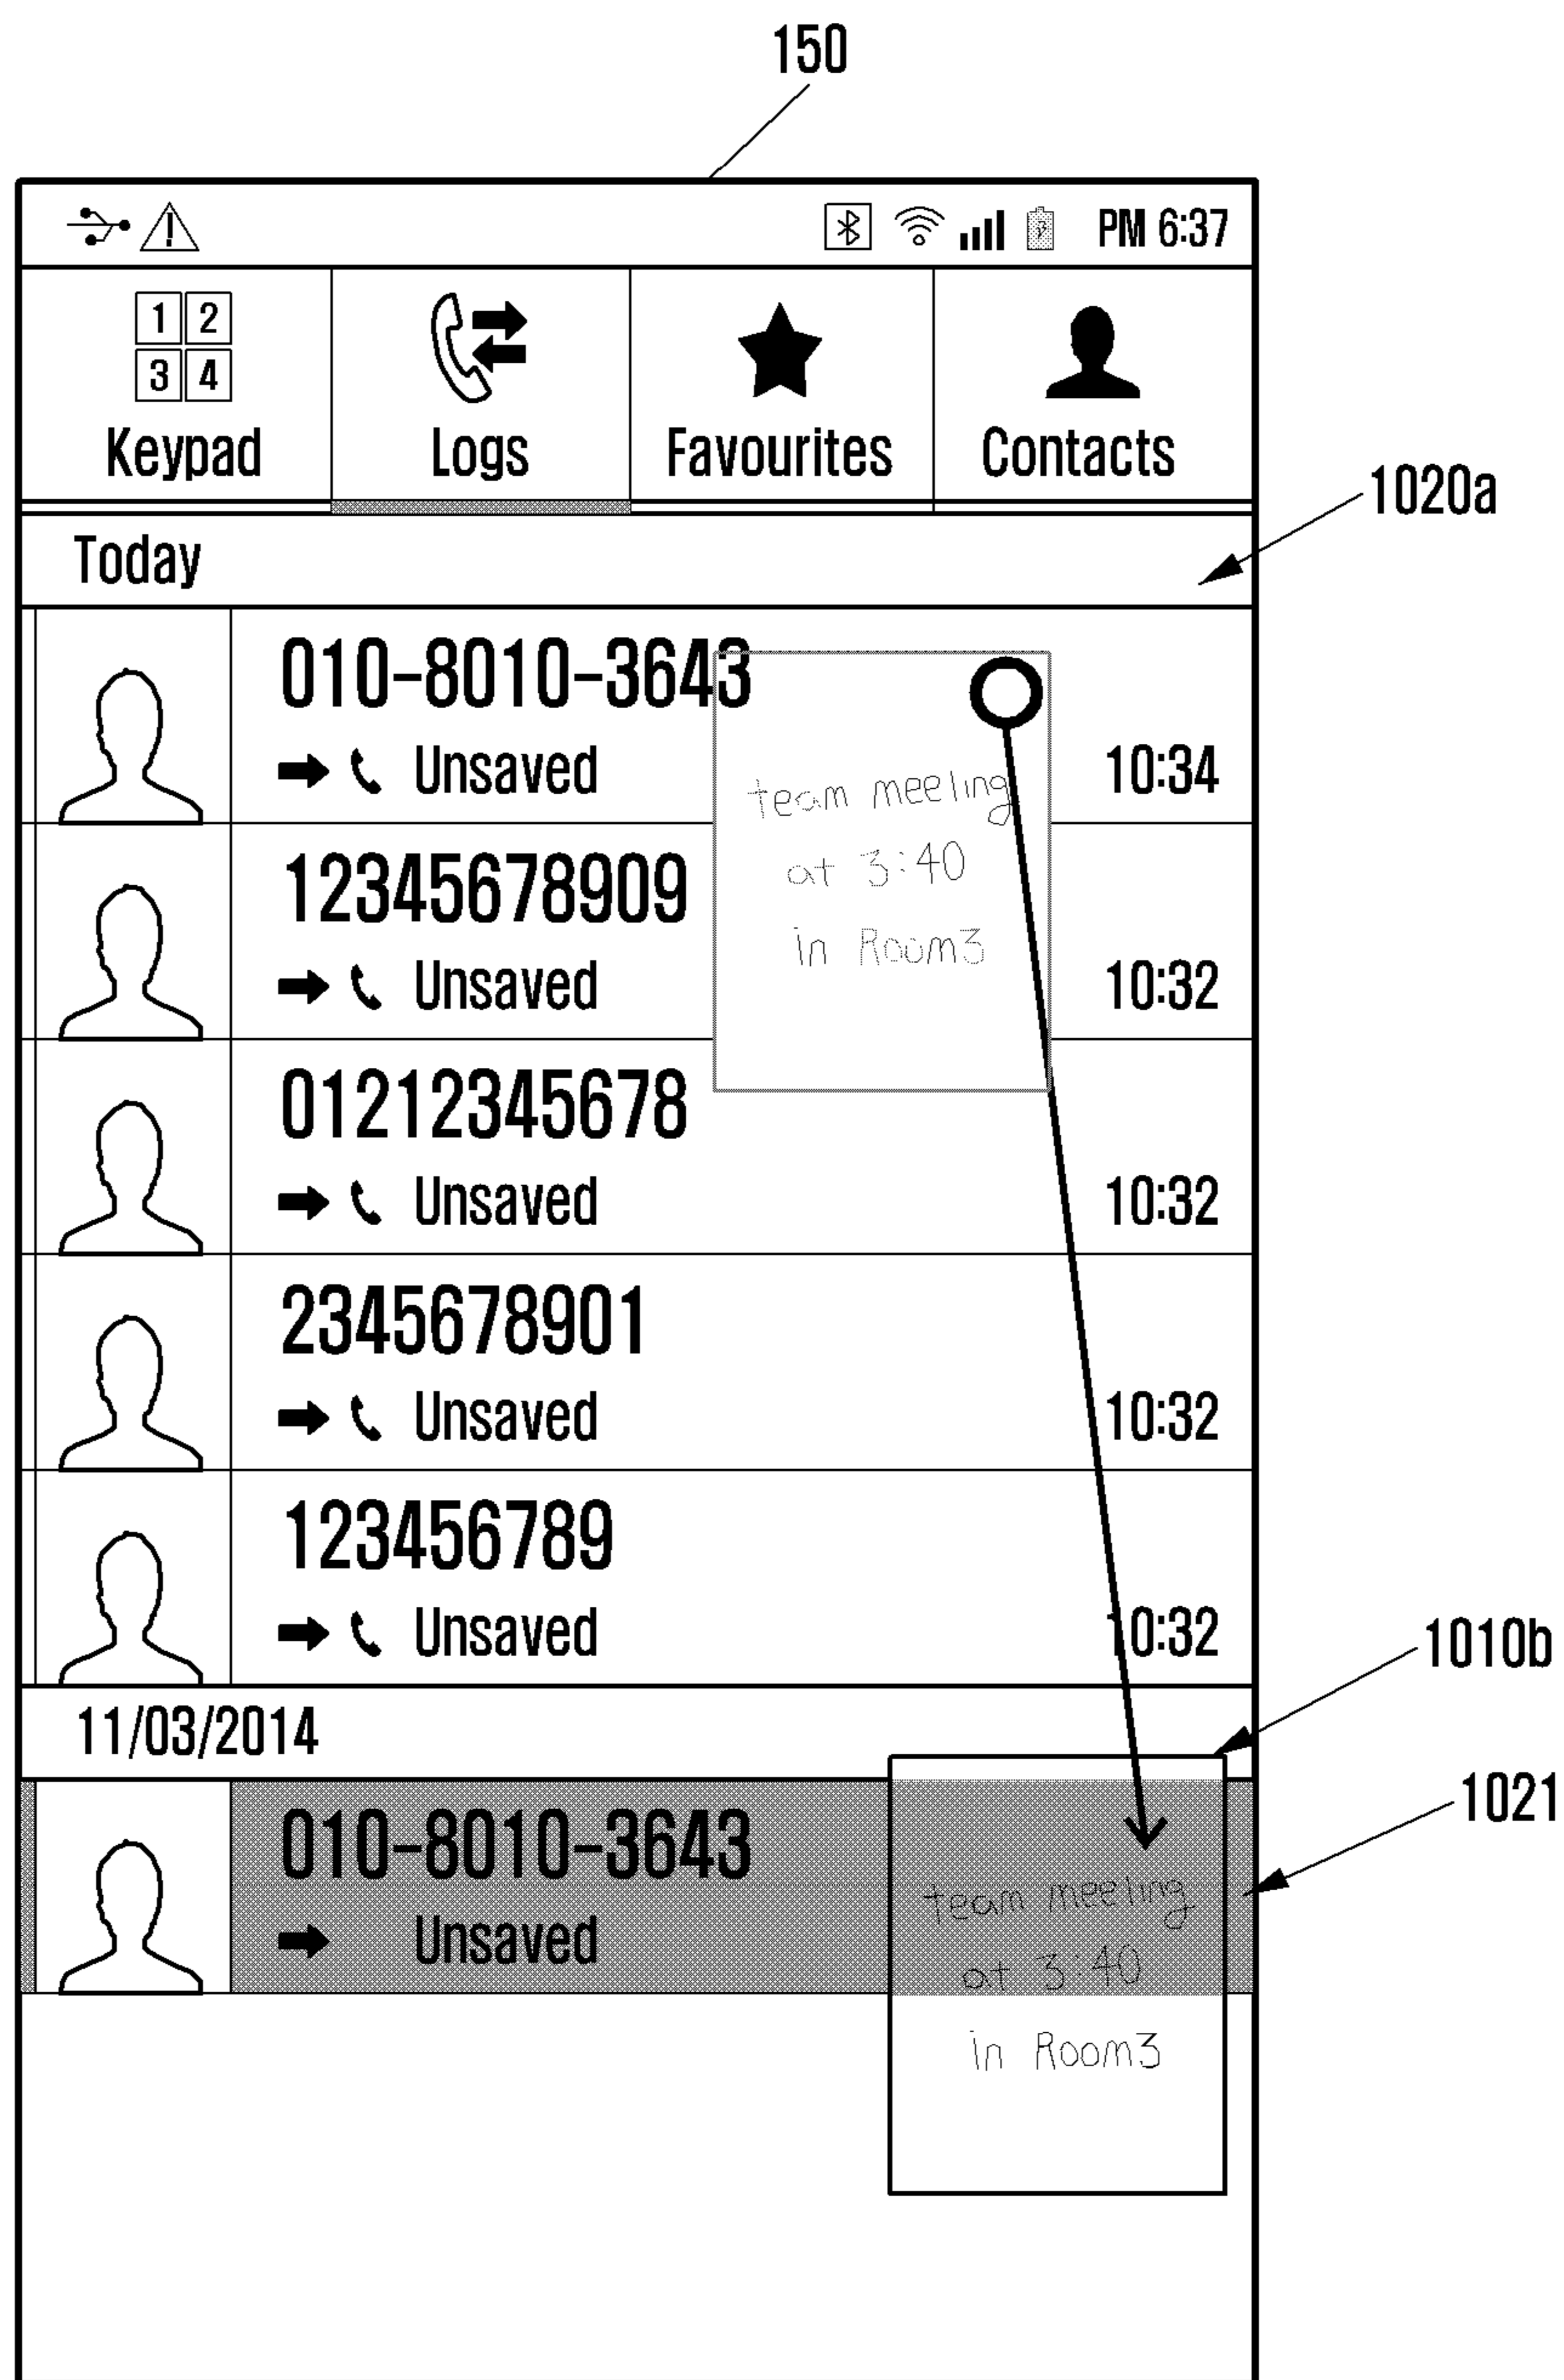 150
PM 6:37
1 2
3 4
Keypad Logs Favourites Contacts
1020a
Today
010-8010-3643
Unsaved 10:34
team meeling
at 3:40
in Room3
12345678909
Unsaved 10:32
01212345678
Unsaved 10:32
2345678901
Unsaved 10:32
123456789
Unsaved 10:32
1010b
11/03/2014
1021
010-8010-3643
Unsaved
team meeling
at 3:40
in Room3